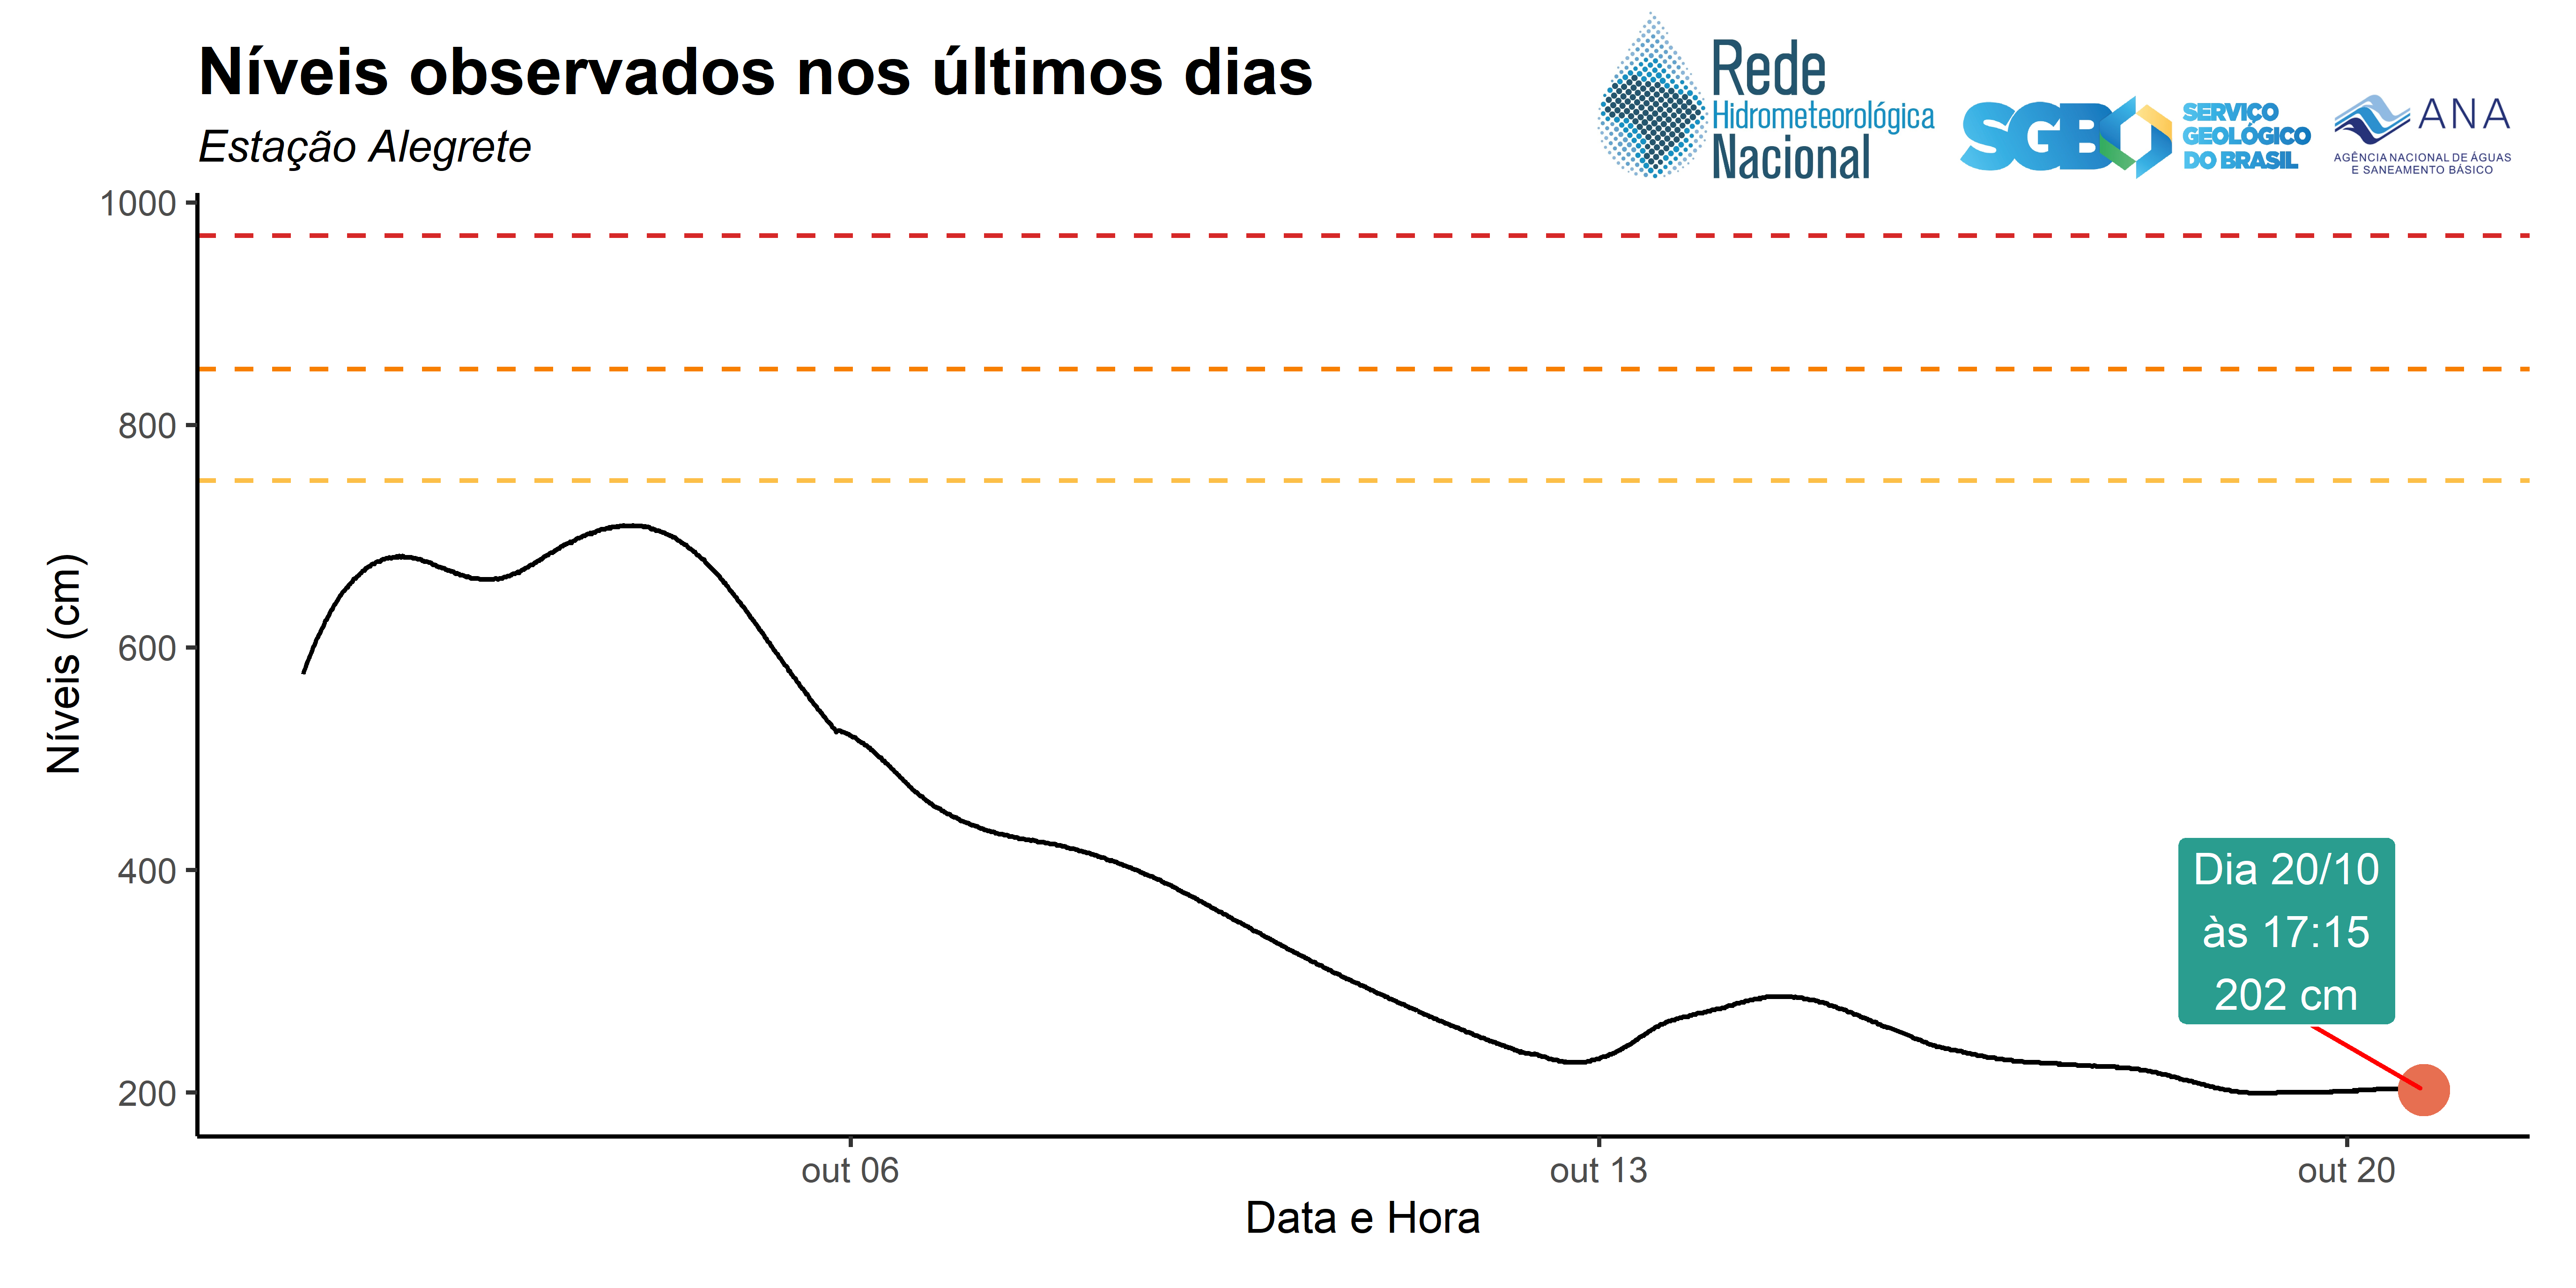 Níveis observados nos últimos dias
Estação Alegrete
Rede
Hidrometeorológica
Nacional
SGB
SERVIÇO
GEOLÓGICO
DO BRASIL
ANA
AGÊNCIA NACIONAL DE ÁGUAS
E SANEAMENTO BÁSICO
1000
800
600
400
200
Níveis (cm)
Dia 20/10
às 17:15
202 cm
out 06
out 13
out 20
Data e Hora